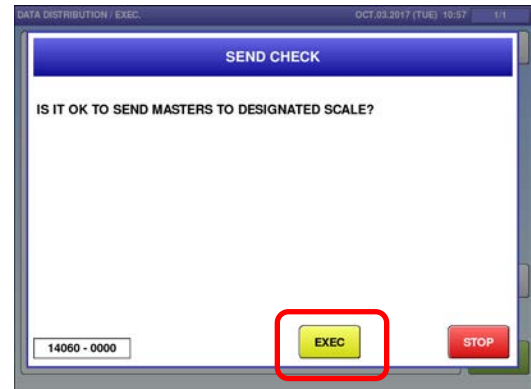 DATA DISTRIBUTION / EXEC. OCT.03.2017 (TUE) 10:57 1/1
SEND CHECK
IS IT OK TO SEND MASTERS TO DESIGNATED SCALE?
14060 - 0000 EXEC STOP